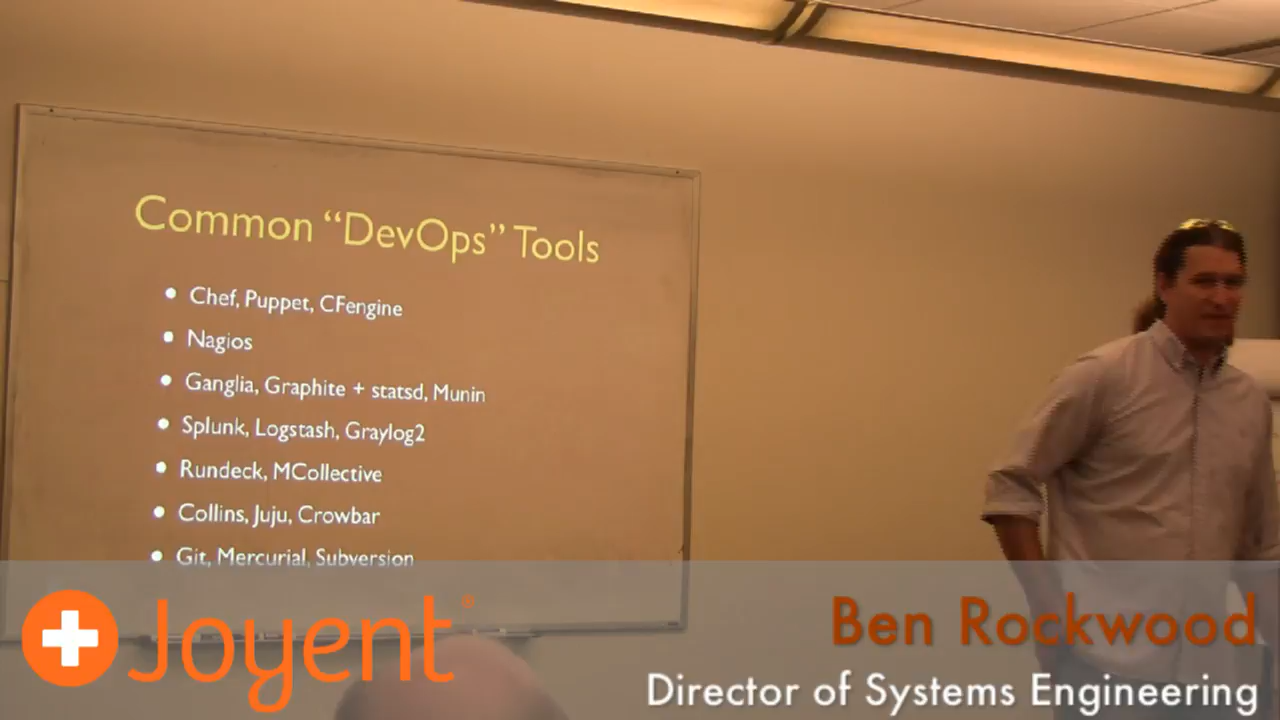 Common “DevOps” Tools
• Chef, Puppet, CFengine
• Nagios
• Ganglia, Graphite + statsd, Munin
• Splunk, Logstash, Graylog2
• Rundeck, MCollective
• Collins, Juju, Crowbar
• Git, Mercurial, Subversion
Joyent®
Ben Rockwood
Director of Systems Engineering